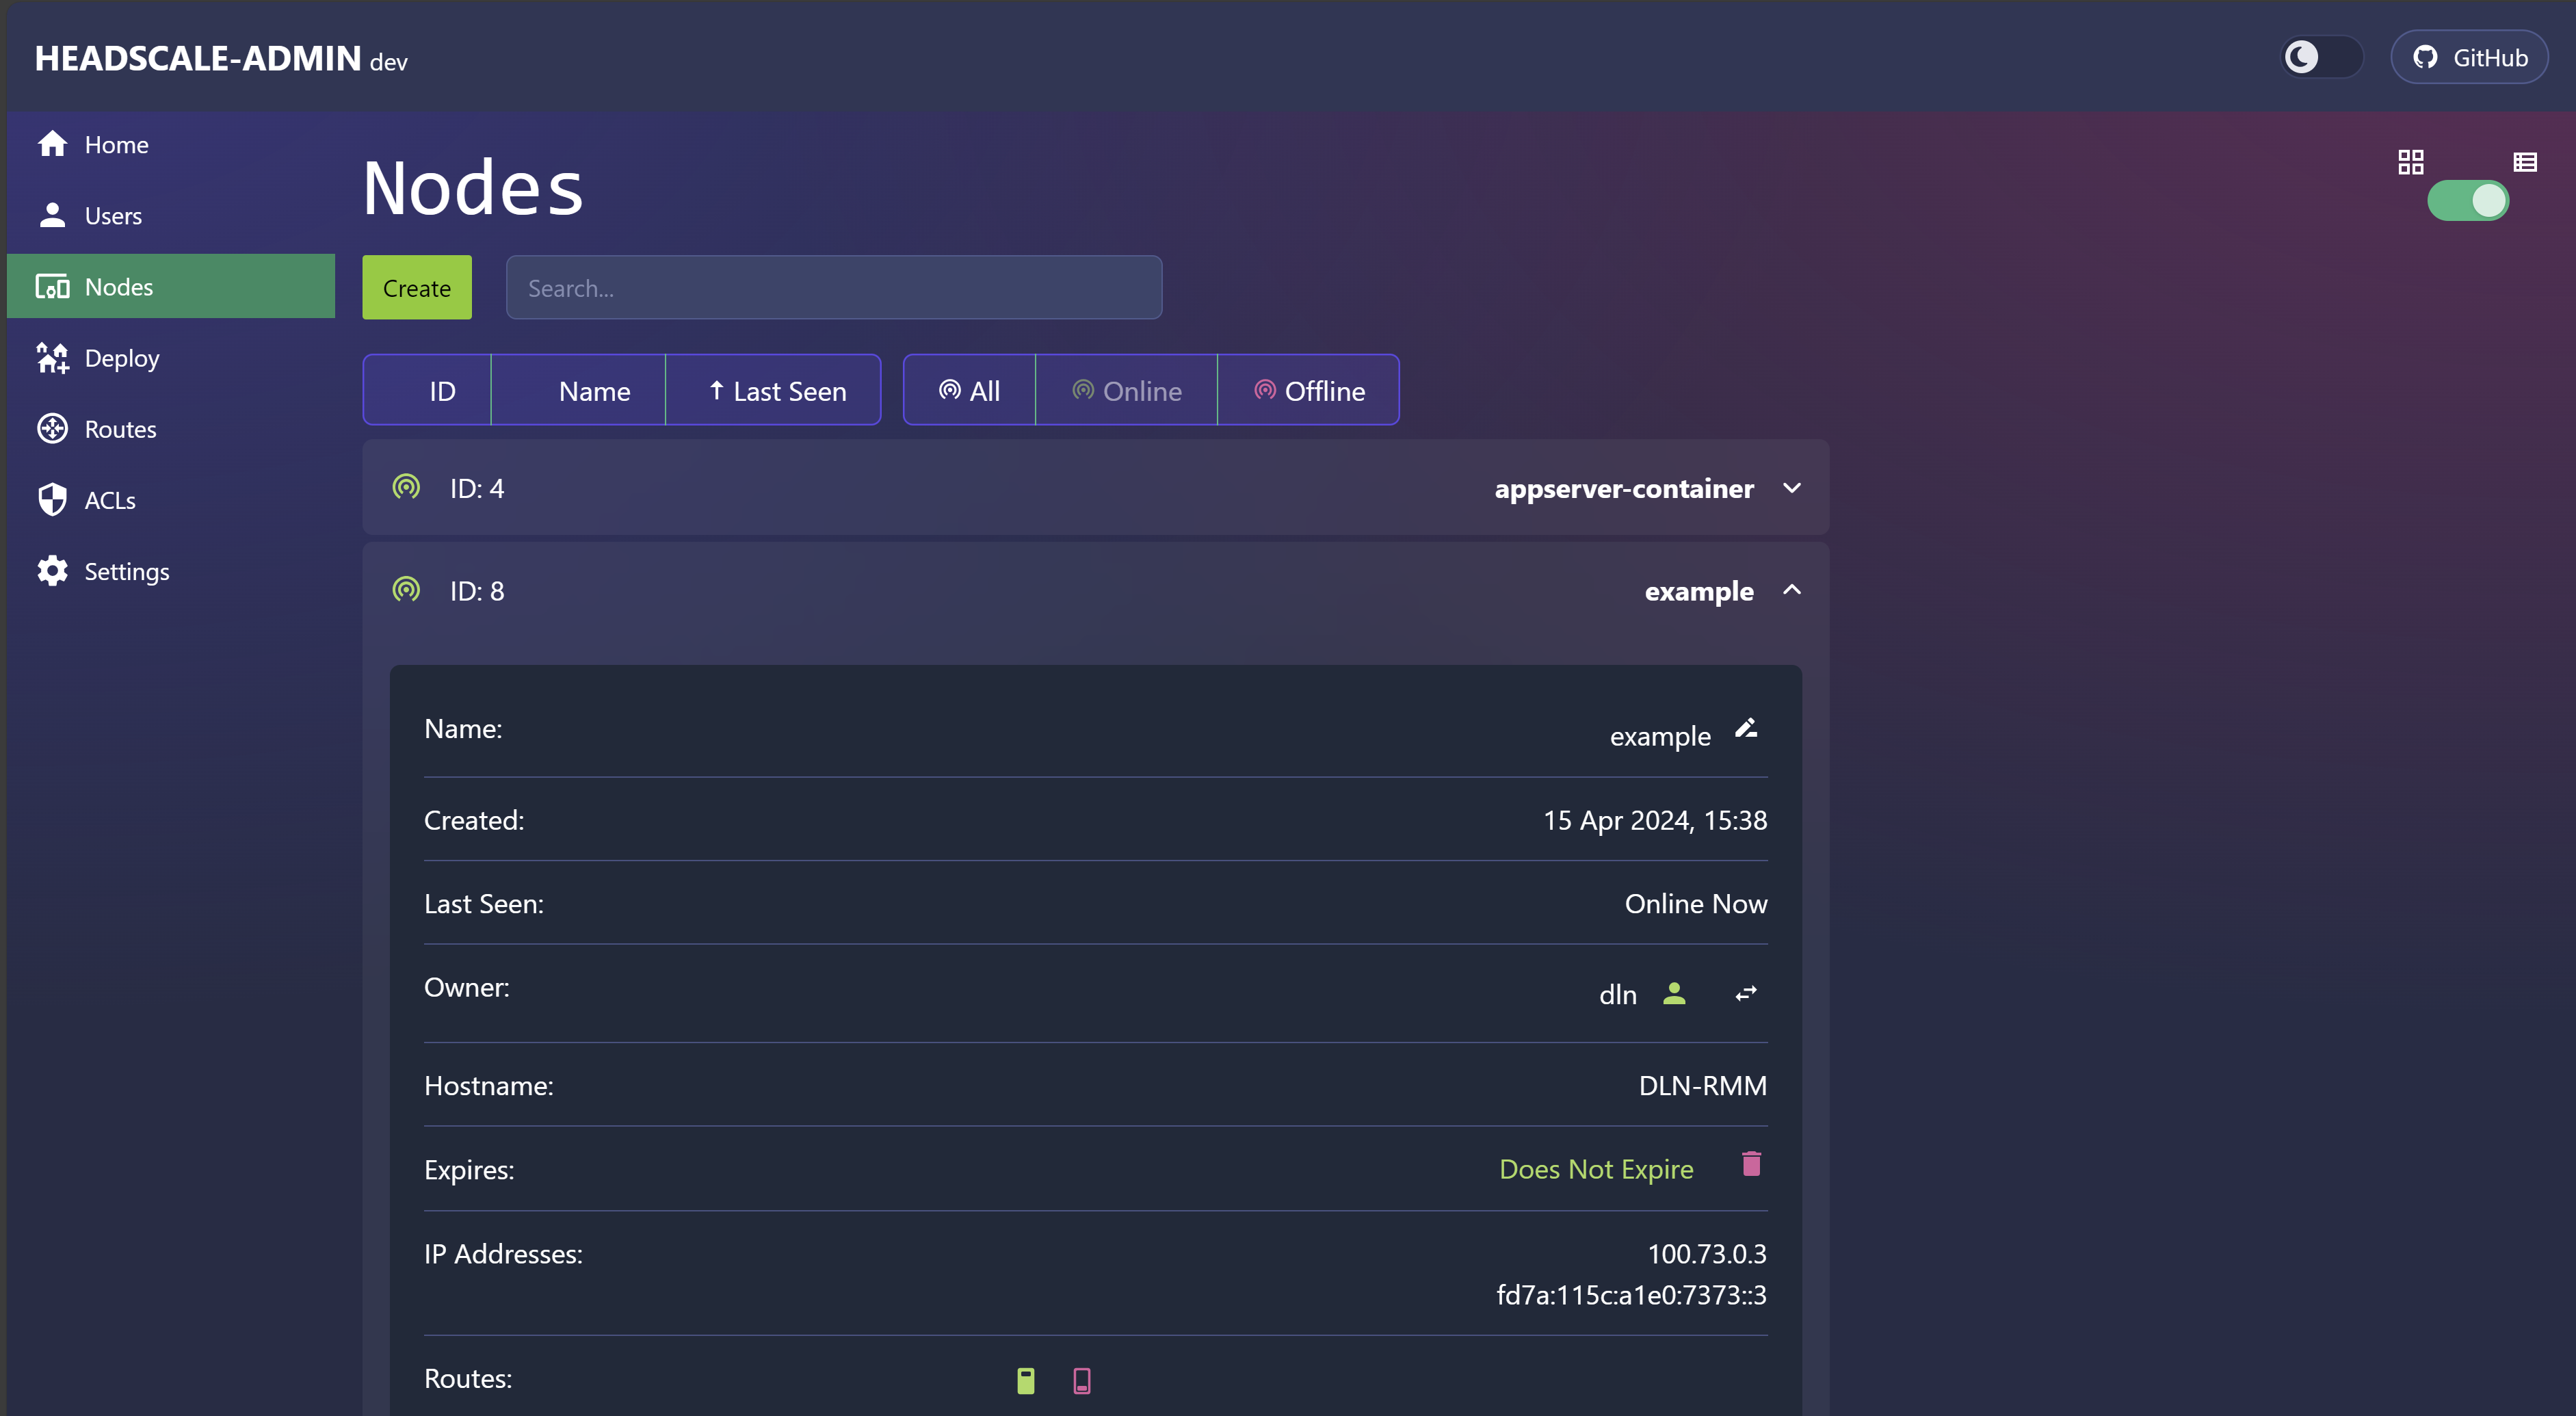 HEADSCALE-ADMIN dev
GitHub
Home
Users
Nodes
Deploy
Routes
ACLs
Settings
Nodes
Create
Search...
ID
Name
Last Seen
All
Online
Offline
ID: 4
appserver-container
ID: 8
example
Name:
example
Created:
15 Apr 2024, 15:38
Last Seen:
Online Now
Owner:
dln
Hostname:
DLN-RMM
Expires:
Does Not Expire
IP Addresses:
100.73.0.3
fd7a:115c:a1e0:7373::3
Routes: